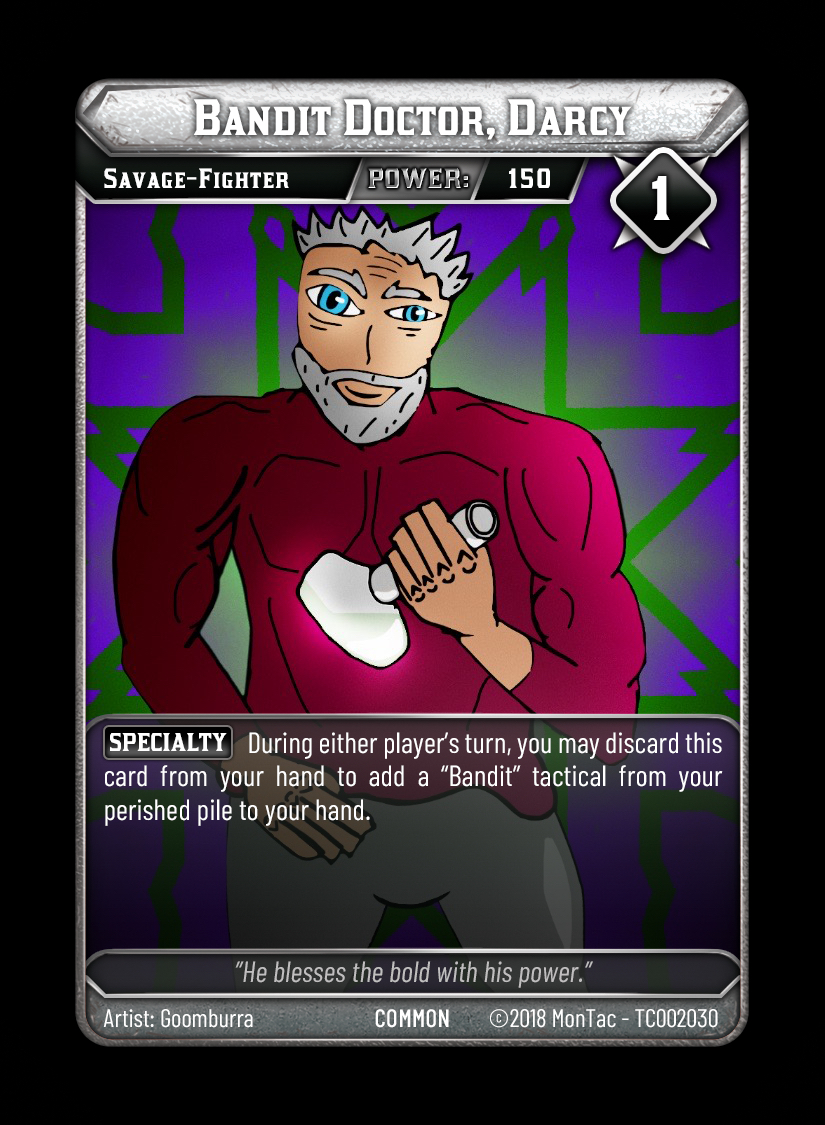 Bandit Doctor, Darcy
Savage-Fighter POWER: 150
1
SPECIALTY During either player's turn, you may discard this
card from your hand to add a “Bandit” tactical from your
perished pile to your hand.
“He blesses the bold with his power.”
Artist: Goomburra COMMON ©2018 MonTac - TC002030